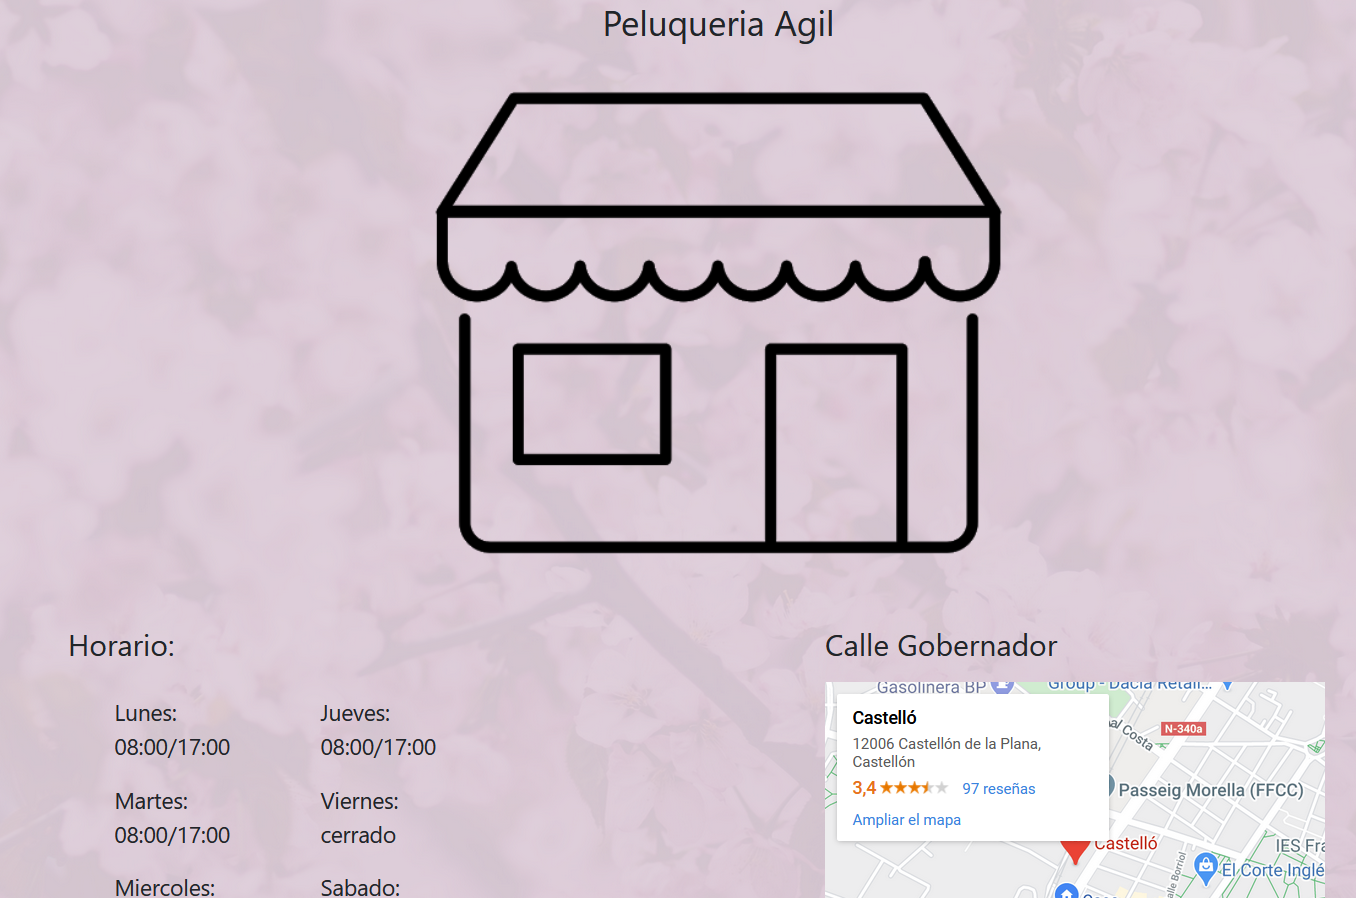 Peluqueria Agil
Horario:
Lunes:
08:00/17:00
Martes:
08:00/17:00
Miercoles:
Jueves:
08:00/17:00
Viernes:
cerrado
Sabado:
Calle Gobernador
Gasolinera BP
Group - Dacia Retail...
Castelló
12006 Castellón de la Plana,
Castellón
3,4 97 reseñas
Ampliar el mapa
Costa
N-340a
Passeig Morella (FFCC)
Castelló
IES
El Corte
Borriol